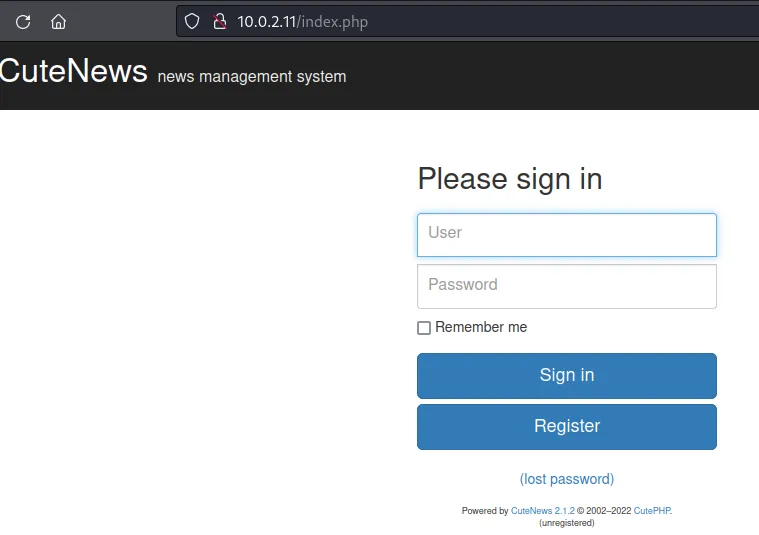 10.0.2.11/index.php
CuteNews news management system
Please sign in
User
Password
Remember me
Sign in
Register
(lost password)
Powered by CuteNews 2.1.2 © 2002–2022 CutePHP.
(unregistered)